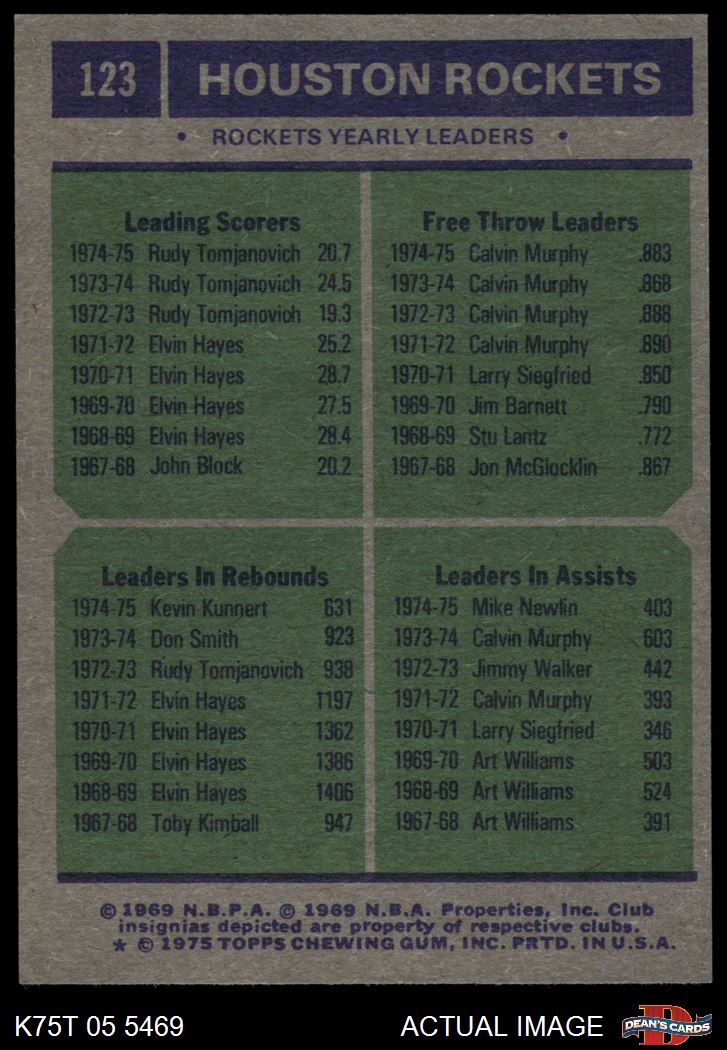 123 HOUSTON ROCKETS
• ROCKETS YEARLY LEADERS •
Leading Scorers
1974-75 Rudy Tomjanovich 20.7
1973-74 Rudy Tomjanovich 24.5
1972-73 Rudy Tomjanovich 19.3
1971-72 Elvin Hayes 25.2
1970-71 Elvin Hayes 28.7
1969-70 Elvin Hayes 27.5
1968-69 Elvin Hayes 28.4
1967-68 John Block 20.2
Free Throw Leaders
1974-75 Calvin Murphy .883
1973-74 Calvin Murphy .868
1972-73 Calvin Murphy .888
1971-72 Calvin Murphy .890
1970-71 Larry Siegfried .850
1969-70 Jim Barnett .790
1968-69 Stu Lantz .772
1967-68 Jon McGlocklin .867
Leaders In Rebounds
1974-75 Kevin Kunnert 631
1973-74 Don Smith 923
1972-73 Rudy Tomjanovich 938
1971-72 Elvin Hayes 1197
1970-71 Elvin Hayes 1362
1969-70 Elvin Hayes 1386
1968-69 Elvin Hayes 1406
1967-68 Toby Kimball 947
Leaders In Assists
1974-75 Mike Newlin 403
1973-74 Calvin Murphy 603
1972-73 Jimmy Walker 442
1971-72 Calvin Murphy 393
1970-71 Larry Siegfried 346
1969-70 Art Williams 503
1968-69 Art Williams 524
1967-68 Art Williams 391
© 1969 N.B.P.A. © 1969 N.B.A. Properties, Inc. Club
insignias depicted are property of respective clubs.
★ © 1975 TOPPS CHEWING GUM, INC. PRTD. IN U.S.A.
K75T 05 5469 ACTUAL IMAGE
D
DEAN'S CARDS